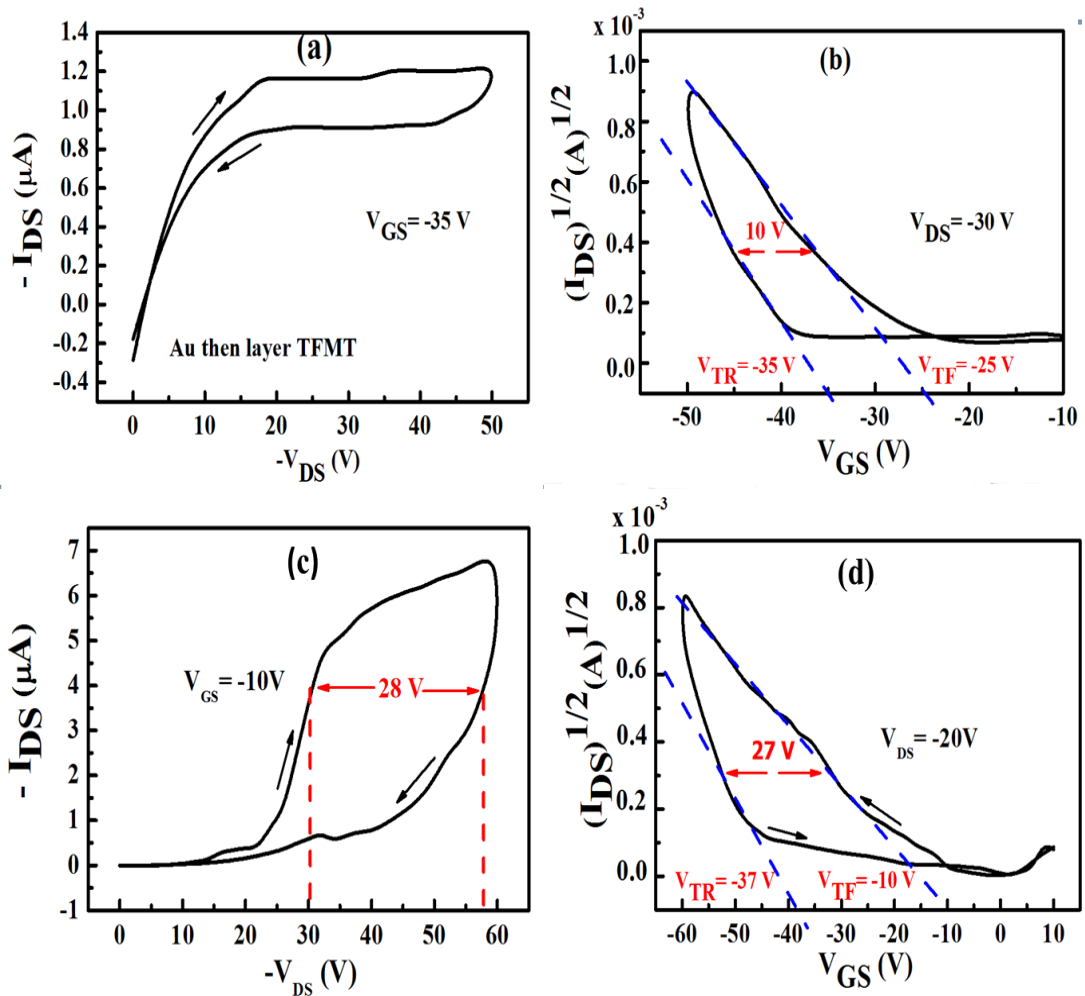 (a)
1.4
1.2
1.0
0.8
0.6
0.4
0.2
0.0
-0.2
-0.4
- I_DS (µA)
V_GS= -35 V
Au then layer TFMT
0 10 20 30 40 50
-V_DS (V)
x 10^-3
(b)
1.0
0.8
0.6
0.4
0.2
0.0
(I_DS)^1/2 (A)^1/2
10 V
V_DS= -30 V
V_TR= -35 V
V_TF= -25 V
-50 -40 -30 -20 -10
V_GS (V)
(c)
7
6
5
4
3
2
1
0
-1
- I_DS (µA)
V_GS= -10V
28 V
0 10 20 30 40 50 60
-V_DS (V)
x 10^-3
(d)
1.0
0.8
0.6
0.4
0.2
0.0
(I_DS)^1/2 (A)^1/2
V_DS= -20V
27 V
V_TR= -37 V
V_TF= -10 V
-60 -50 -40 -30 -20 -10 0 10
V_GS (V)